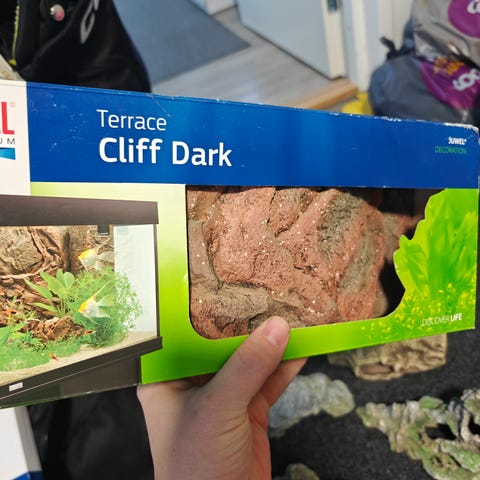 Terrace
Cliff Dark
JUWEL®
DECORATION
DISCOVER LIFE